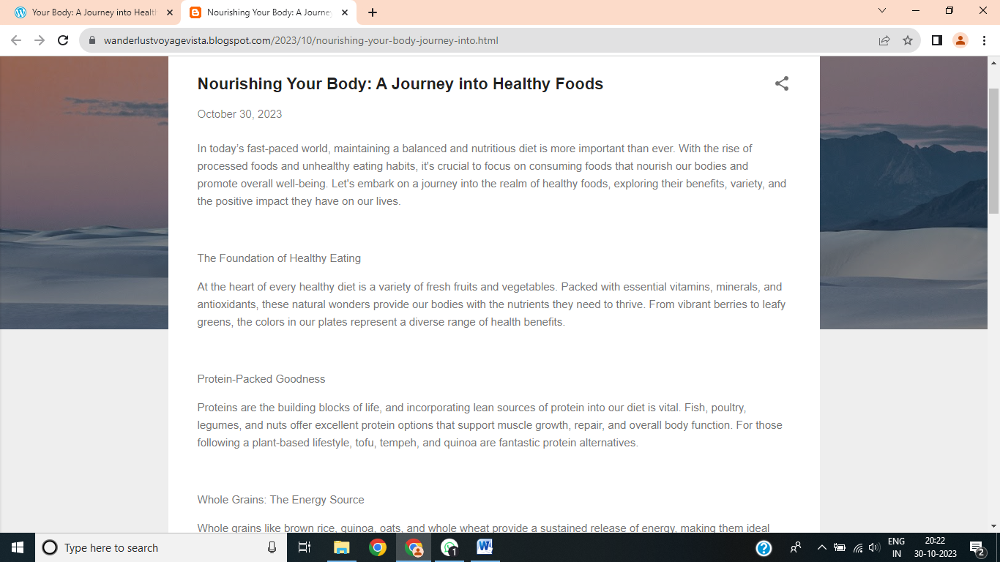 Your Body: A Journey into Healtl
Nourishing Your Body: A Journe
wanderlustvoyagevista.blogspot.com/2023/10/nourishing-your-body-journey-into.html
Nourishing Your Body: A Journey into Healthy Foods
October 30, 2023
In today’s fast-paced world, maintaining a balanced and nutritious diet is more important than ever. With the rise of
processed foods and unhealthy eating habits, it's crucial to focus on consuming foods that nourish our bodies and
promote overall well-being. Let's embark on a journey into the realm of healthy foods, exploring their benefits, variety, and
the positive impact they have on our lives.
The Foundation of Healthy Eating
At the heart of every healthy diet is a variety of fresh fruits and vegetables. Packed with essential vitamins, minerals, and
antioxidants, these natural wonders provide our bodies with the nutrients they need to thrive. From vibrant berries to leafy
greens, the colors in our plates represent a diverse range of health benefits.
Protein-Packed Goodness
Proteins are the building blocks of life, and incorporating lean sources of protein into our diet is vital. Fish, poultry,
legumes, and nuts offer excellent protein options that support muscle growth, repair, and overall body function. For those
following a plant-based lifestyle, tofu, tempeh, and quinoa are fantastic protein alternatives.
Whole Grains: The Energy Source
Whole grains like brown rice, quinoa, oats, and whole wheat provide a sustained release of energy, making them ideal
Type here to search
1
ENG
IN
20:22
30-10-2023
2